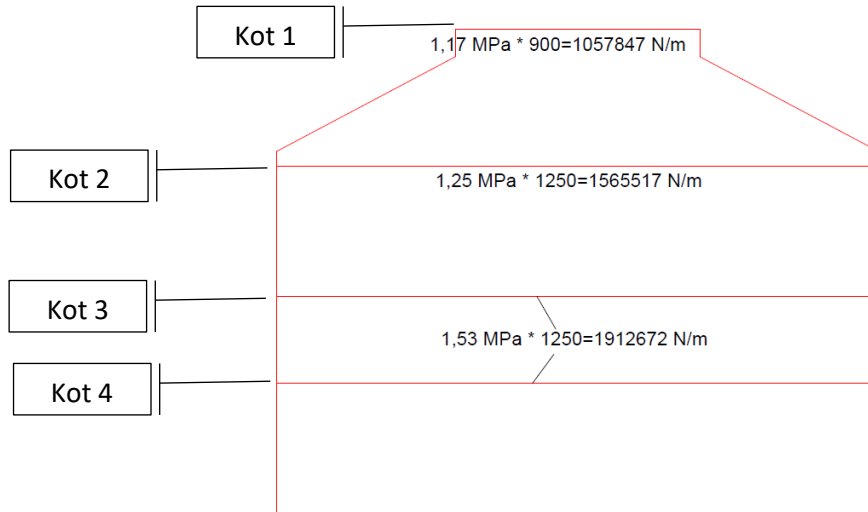 Kot 1
1,17 MPa * 900=1057847 N/m
Kot 2
1,25 MPa * 1250=1565517 N/m
Kot 3
1,53 MPa * 1250=1912672 N/m
Kot 4